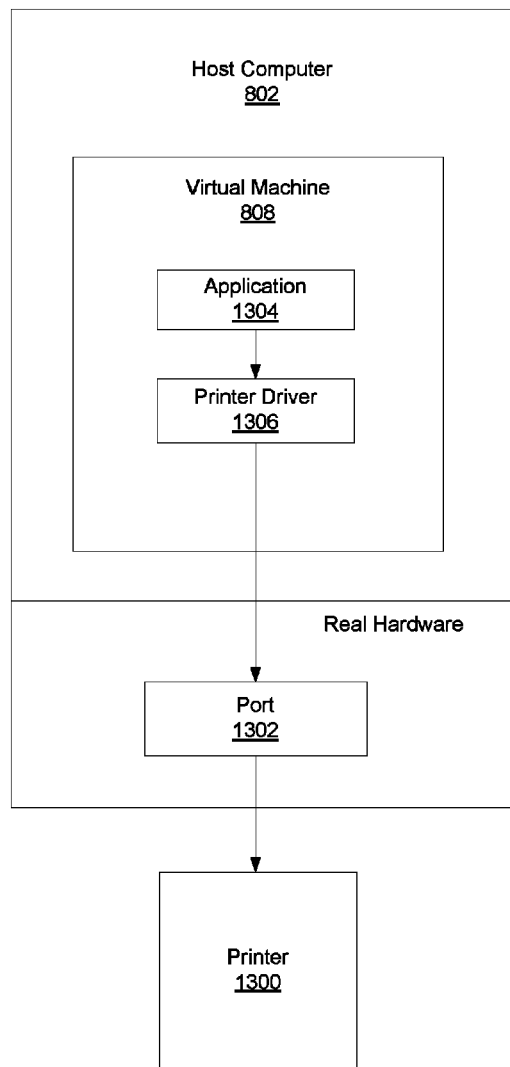 Host Computer
802
Virtual Machine
808
Application
1304
Printer Driver
1306
Real Hardware
Port
1302
Printer
1300